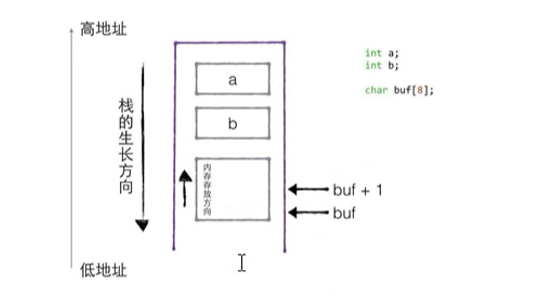 高地址
栈的生长方向
低地址
a
b
内存存放方向
buf + 1
buf
int a;
int b;
char buf[8];